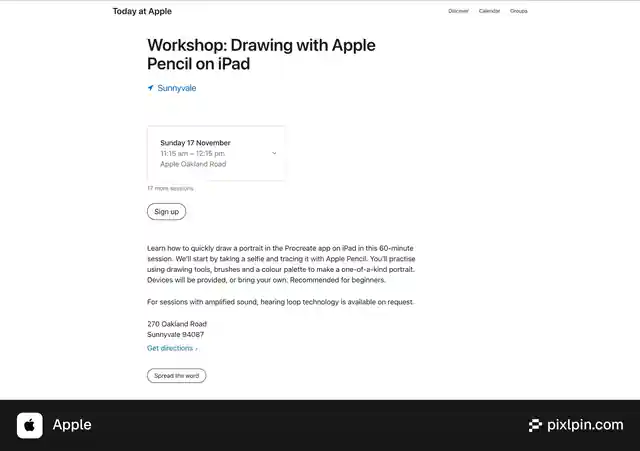 Today at Apple
Discover Calendar Groups
Workshop: Drawing with Apple
Pencil on iPad
Sunnyvale
Sunday 17 November
11:15 am – 12:15 pm
Apple Oakland Road
17 more sessions
Sign up
Learn how to quickly draw a portrait in the Procreate app on iPad in this 60-minute
session. We'll start by taking a selfie and tracing it with Apple Pencil. You'll practise
using drawing tools, brushes and a colour palette to make a one-of-a-kind portrait.
Devices will be provided, or bring your own. Recommended for beginners.
For sessions with amplified sound, hearing loop technology is available on request.
270 Oakland Road
Sunnyvale 94087
Get directions ›
Spread the word
Apple
pixlpin.com